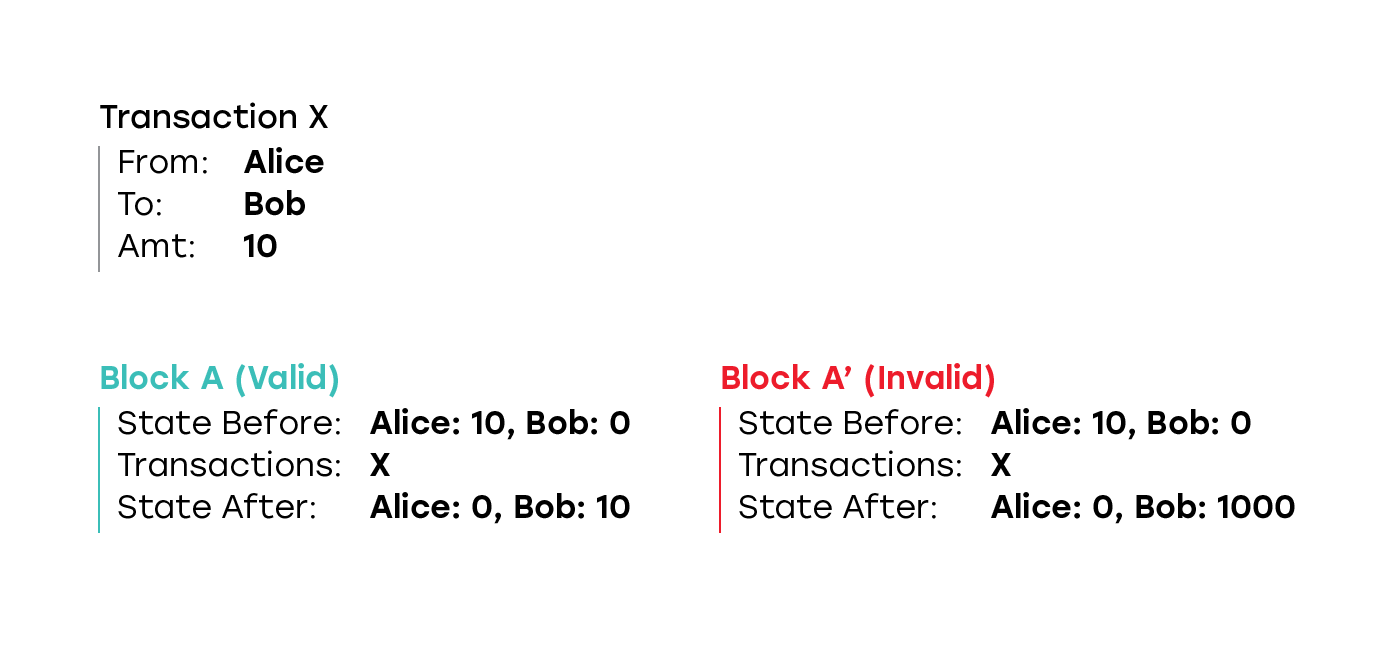 Transaction X
From: Alice
To: Bob
Amt: 10
Block A (Valid)
State Before: Alice: 10, Bob: 0
Transactions: X
State After: Alice: 0, Bob: 10
Block A’ (Invalid)
State Before: Alice: 10, Bob: 0
Transactions: X
State After: Alice: 0, Bob: 1000